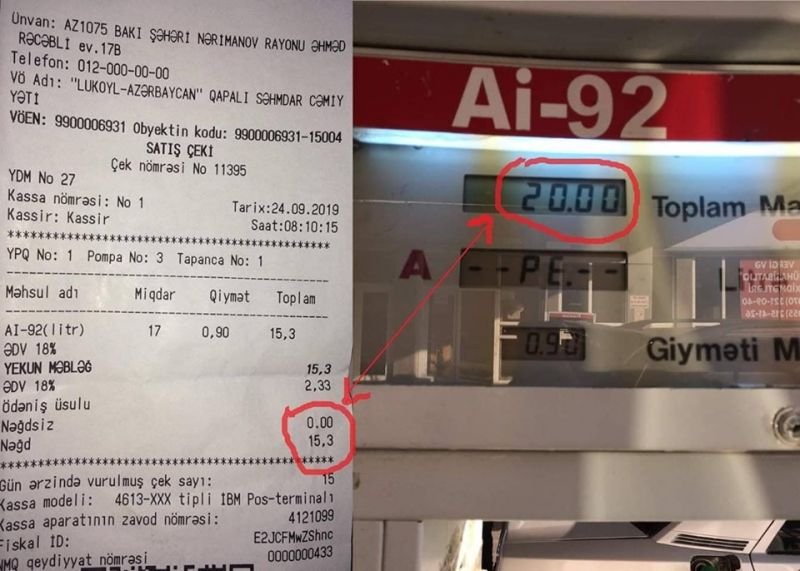 Ünvan: AZ1075 BAKI ŞƏHƏRİ NƏRİMANOV RAYONU ƏHMƏD
RƏCƏBLİ ev.17B
Telefon: 012-000-00-00
Vö Adı: "LUKOYL-AZƏRBAYCAN" QAPALI SƏHMDAR CƏMİY
YƏTİ
VÖEN: 9900006931 Obyektin kodu: 9900006931-15004
SATIŞ ÇEKİ
Çek nömrəsi No 11395
YDM No 27
Kassa nömrəsi: No 1
Tarix:24.09.2019
Kassir: Kassir
Saat:08:10:15
YPQ No: 1 Pompa No: 3 Tapanca No: 1
Məhsul adı Miqdar Qiymət Toplam
AI-92(litr) 17 0,90 15,3
ƏDV 18%
YEKUN MƏBLƏĞ 15,3
ƏDV 18% 2,33
Ödəniş üsulu
Nağdsız 0.00
Nağd 15,3
Gün ərzində vurulmuş çek sayı: 15
Kassa modeli: 4613-XXX tipli IBM Pos-terminalı
Kassa aparatının zavod nömrəsi: 4121099
Fiskal ID: E2JCFMwZShnc
NMQ qeydiyyat nömrəsi 0000000433
Ai-92
20.00 Toplam Mə
A --PE.-- Li
0.90 Giyməti M
VERGİ VƏ